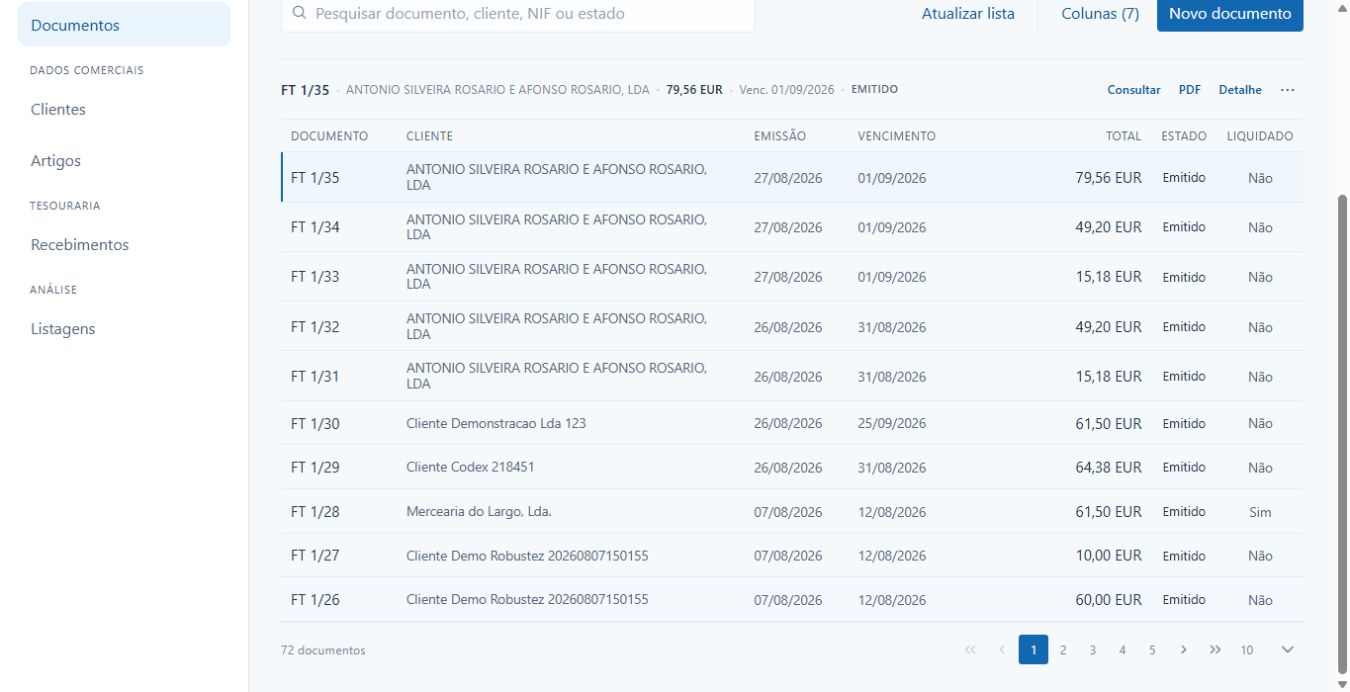 Documentos
DADOS COMERCIAIS
Clientes
Artigos
TESOURARIA
Recebimentos
ANÁLISE
Listagens
Pesquisar documento, cliente, NIF ou estado
Atualizar lista
Colunas (7)
Novo documento
FT 1/35 · ANTONIO SILVEIRA ROSARIO E AFONSO ROSARIO, LDA · 79,56 EUR · Venc. 01/09/2026 · EMITIDO
Consultar PDF Detalhe ···
DOCUMENTO CLIENTE EMISSÃO VENCIMENTO TOTAL ESTADO LIQUIDADO
FT 1/35 ANTONIO SILVEIRA ROSARIO E AFONSO ROSARIO, LDA 27/08/2026 01/09/2026 79,56 EUR Emitido Não
FT 1/34 ANTONIO SILVEIRA ROSARIO E AFONSO ROSARIO, LDA 27/08/2026 01/09/2026 49,20 EUR Emitido Não
FT 1/33 ANTONIO SILVEIRA ROSARIO E AFONSO ROSARIO, LDA 27/08/2026 01/09/2026 15,18 EUR Emitido Não
FT 1/32 ANTONIO SILVEIRA ROSARIO E AFONSO ROSARIO, LDA 26/08/2026 31/08/2026 49,20 EUR Emitido Não
FT 1/31 ANTONIO SILVEIRA ROSARIO E AFONSO ROSARIO, LDA 26/08/2026 31/08/2026 15,18 EUR Emitido Não
FT 1/30 Cliente Demonstracao Lda 123 26/08/2026 25/09/2026 61,50 EUR Emitido Não
FT 1/29 Cliente Codex 218451 26/08/2026 31/08/2026 64,38 EUR Emitido Não
FT 1/28 Mercearia do Largo, Lda. 07/08/2026 12/08/2026 61,50 EUR Emitido Sim
FT 1/27 Cliente Demo Robustez 20260807150155 07/08/2026 12/08/2026 10,00 EUR Emitido Não
FT 1/26 Cliente Demo Robustez 20260807150155 07/08/2026 12/08/2026 60,00 EUR Emitido Não
72 documentos
« ‹ 1 2 3 4 5 › » 10